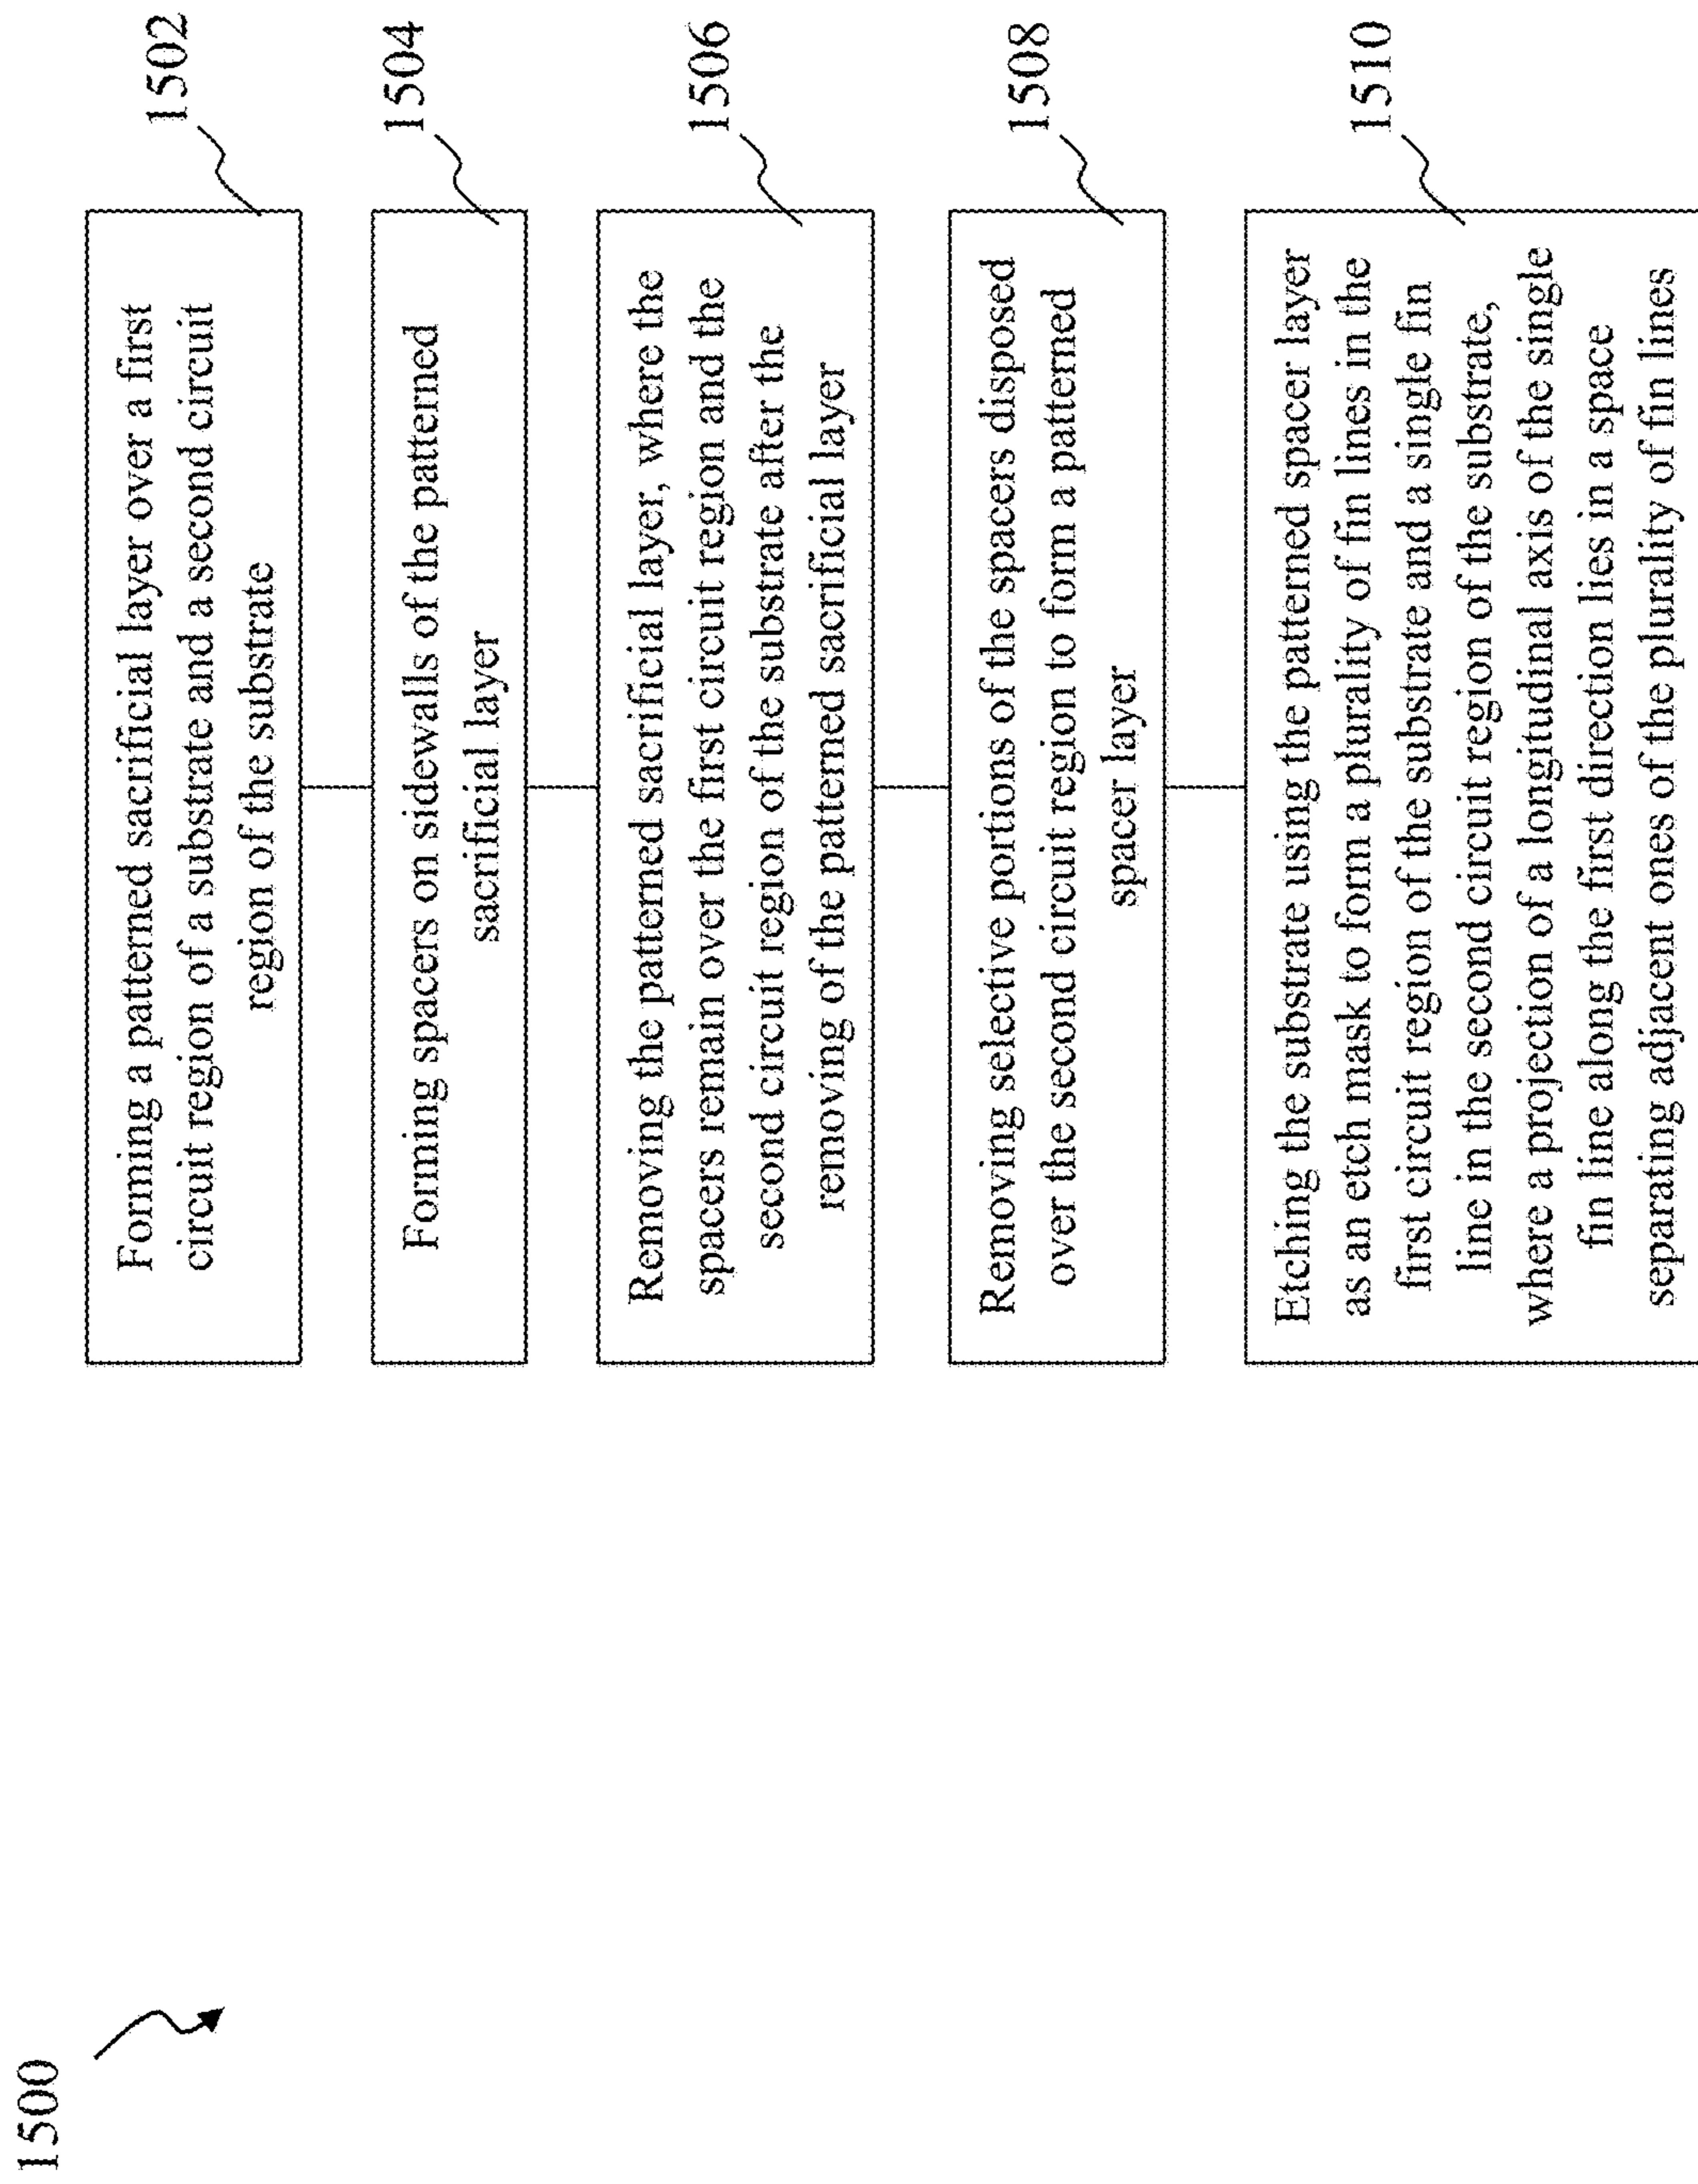 1500
Forming a patterned sacrificial layer over a first
circuit region of a substrate and a second circuit
region of the substrate
1502
Forming spacers on sidewalls of the patterned
sacrificial layer
1504
Removing the patterned sacrificial layer, where the
spacers remain over the first circuit region and the
second circuit region of the substrate after the
removing of the patterned sacrificial layer
1506
Removing selective portions of the spacers disposed
over the second circuit region to form a patterned
spacer layer
1508
Etching the substrate using the patterned spacer layer
as an etch mask to form a plurality of fin lines in the
first circuit region of the substrate and a single fin
line in the second circuit region of the substrate,
where a projection of a longitudinal axis of the single
fin line along the first direction lies in a space
separating adjacent ones of the plurality of fin lines
1510